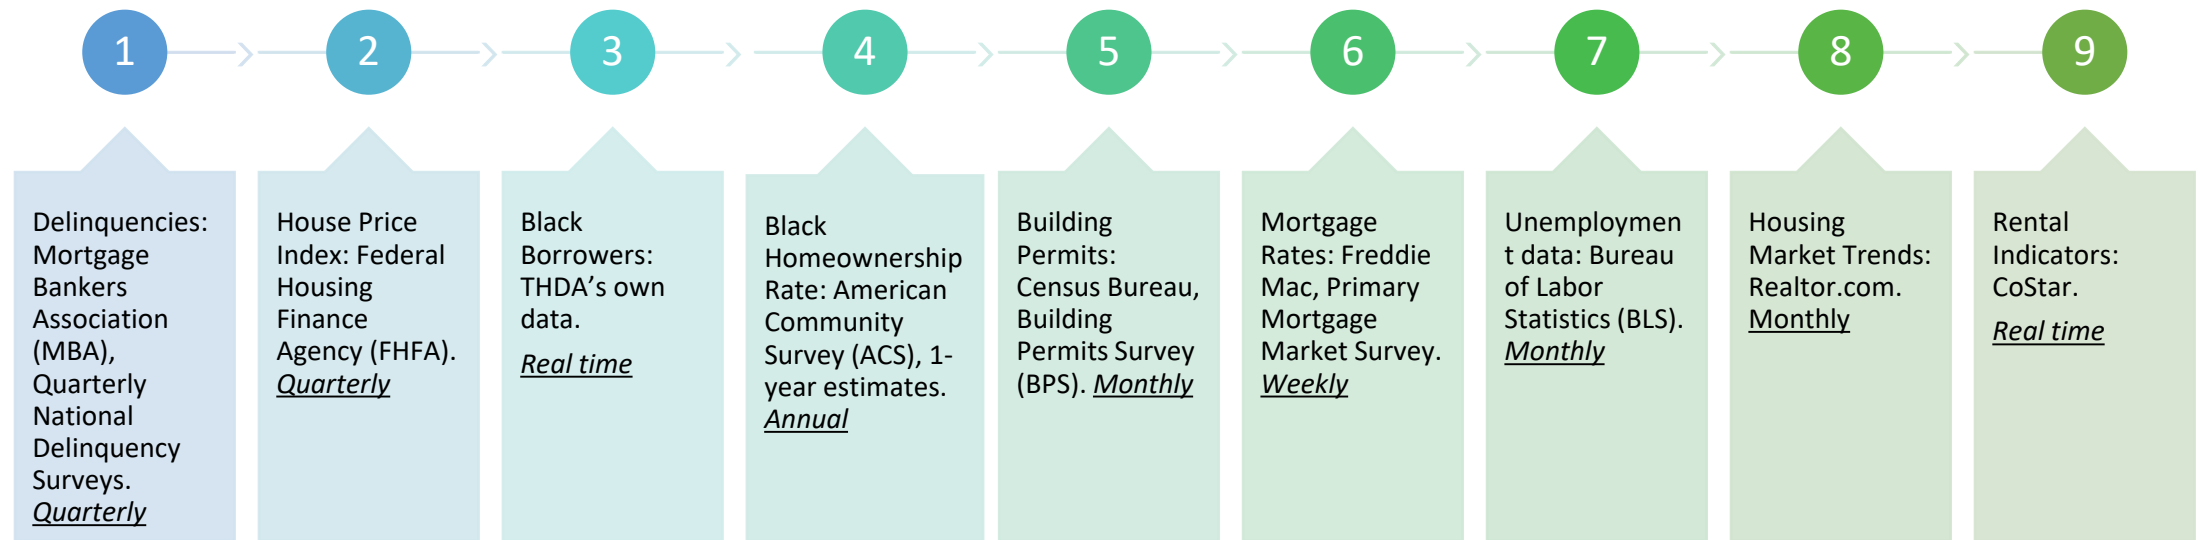 1
2
3
4
5
6
7
8
9
Delinquencies:
Mortgage
Bankers
Association
(MBA),
Quarterly
National
Delinquency
Surveys.
Quarterly
House Price
Index: Federal
Housing
Finance
Agency (FHFA).
Quarterly
Black
Borrowers:
THDA’s own
data.
Real time
Black
Homeownership
Rate: American
Community
Survey (ACS), 1-
year estimates.
Annual
Building
Permits:
Census Bureau,
Building
Permits Survey
(BPS). Monthly
Mortgage
Rates: Freddie
Mac, Primary
Mortgage
Market Survey.
Weekly
Unemploymen
t data: Bureau
of Labor
Statistics (BLS).
Monthly
Housing
Market Trends:
Realtor.com.
Monthly
Rental
Indicators:
CoStar.
Real time